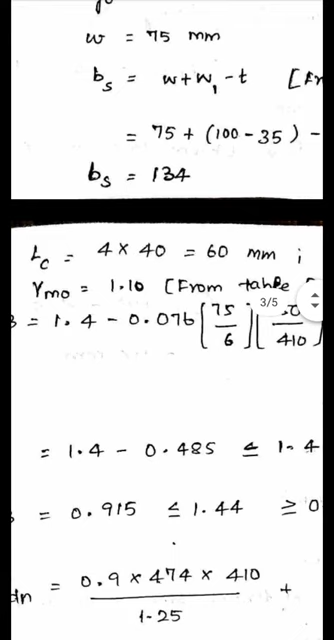 w = 75 mm
bs = w + w1 - t
= 75 + (100 - 35) -
bs = 134
Lc = 4 × 40 = 60 mm ;
γmo = 1.10 [From table
3/5
= 1.4 - 0.076 [75/6] [ /410]
= 1.4 - 0.485 ≤ 1.4
= 0.915 ≤ 1.44 ≥ 0
dn = 0.9 × 474 × 410 / 1.25 +